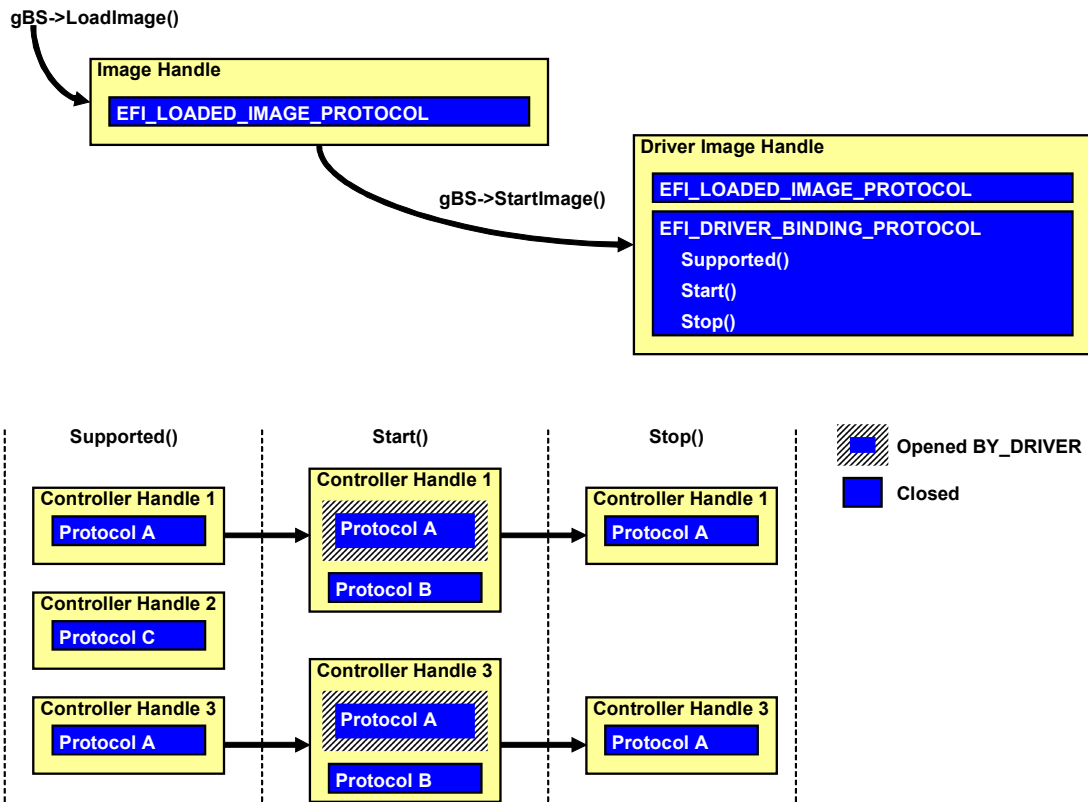 gBS->LoadImage()
Image Handle
EFI_LOADED_IMAGE_PROTOCOL
gBS->StartImage()
Driver Image Handle
EFI_LOADED_IMAGE_PROTOCOL
EFI_DRIVER_BINDING_PROTOCOL
Supported()
Start()
Stop()
Supported()
Controller Handle 1
Protocol A
Controller Handle 2
Protocol C
Controller Handle 3
Protocol A
Start()
Controller Handle 1
Protocol A
Protocol B
Controller Handle 3
Protocol A
Protocol B
Stop()
Controller Handle 1
Protocol A
Controller Handle 3
Protocol A
Opened BY_DRIVER
Closed